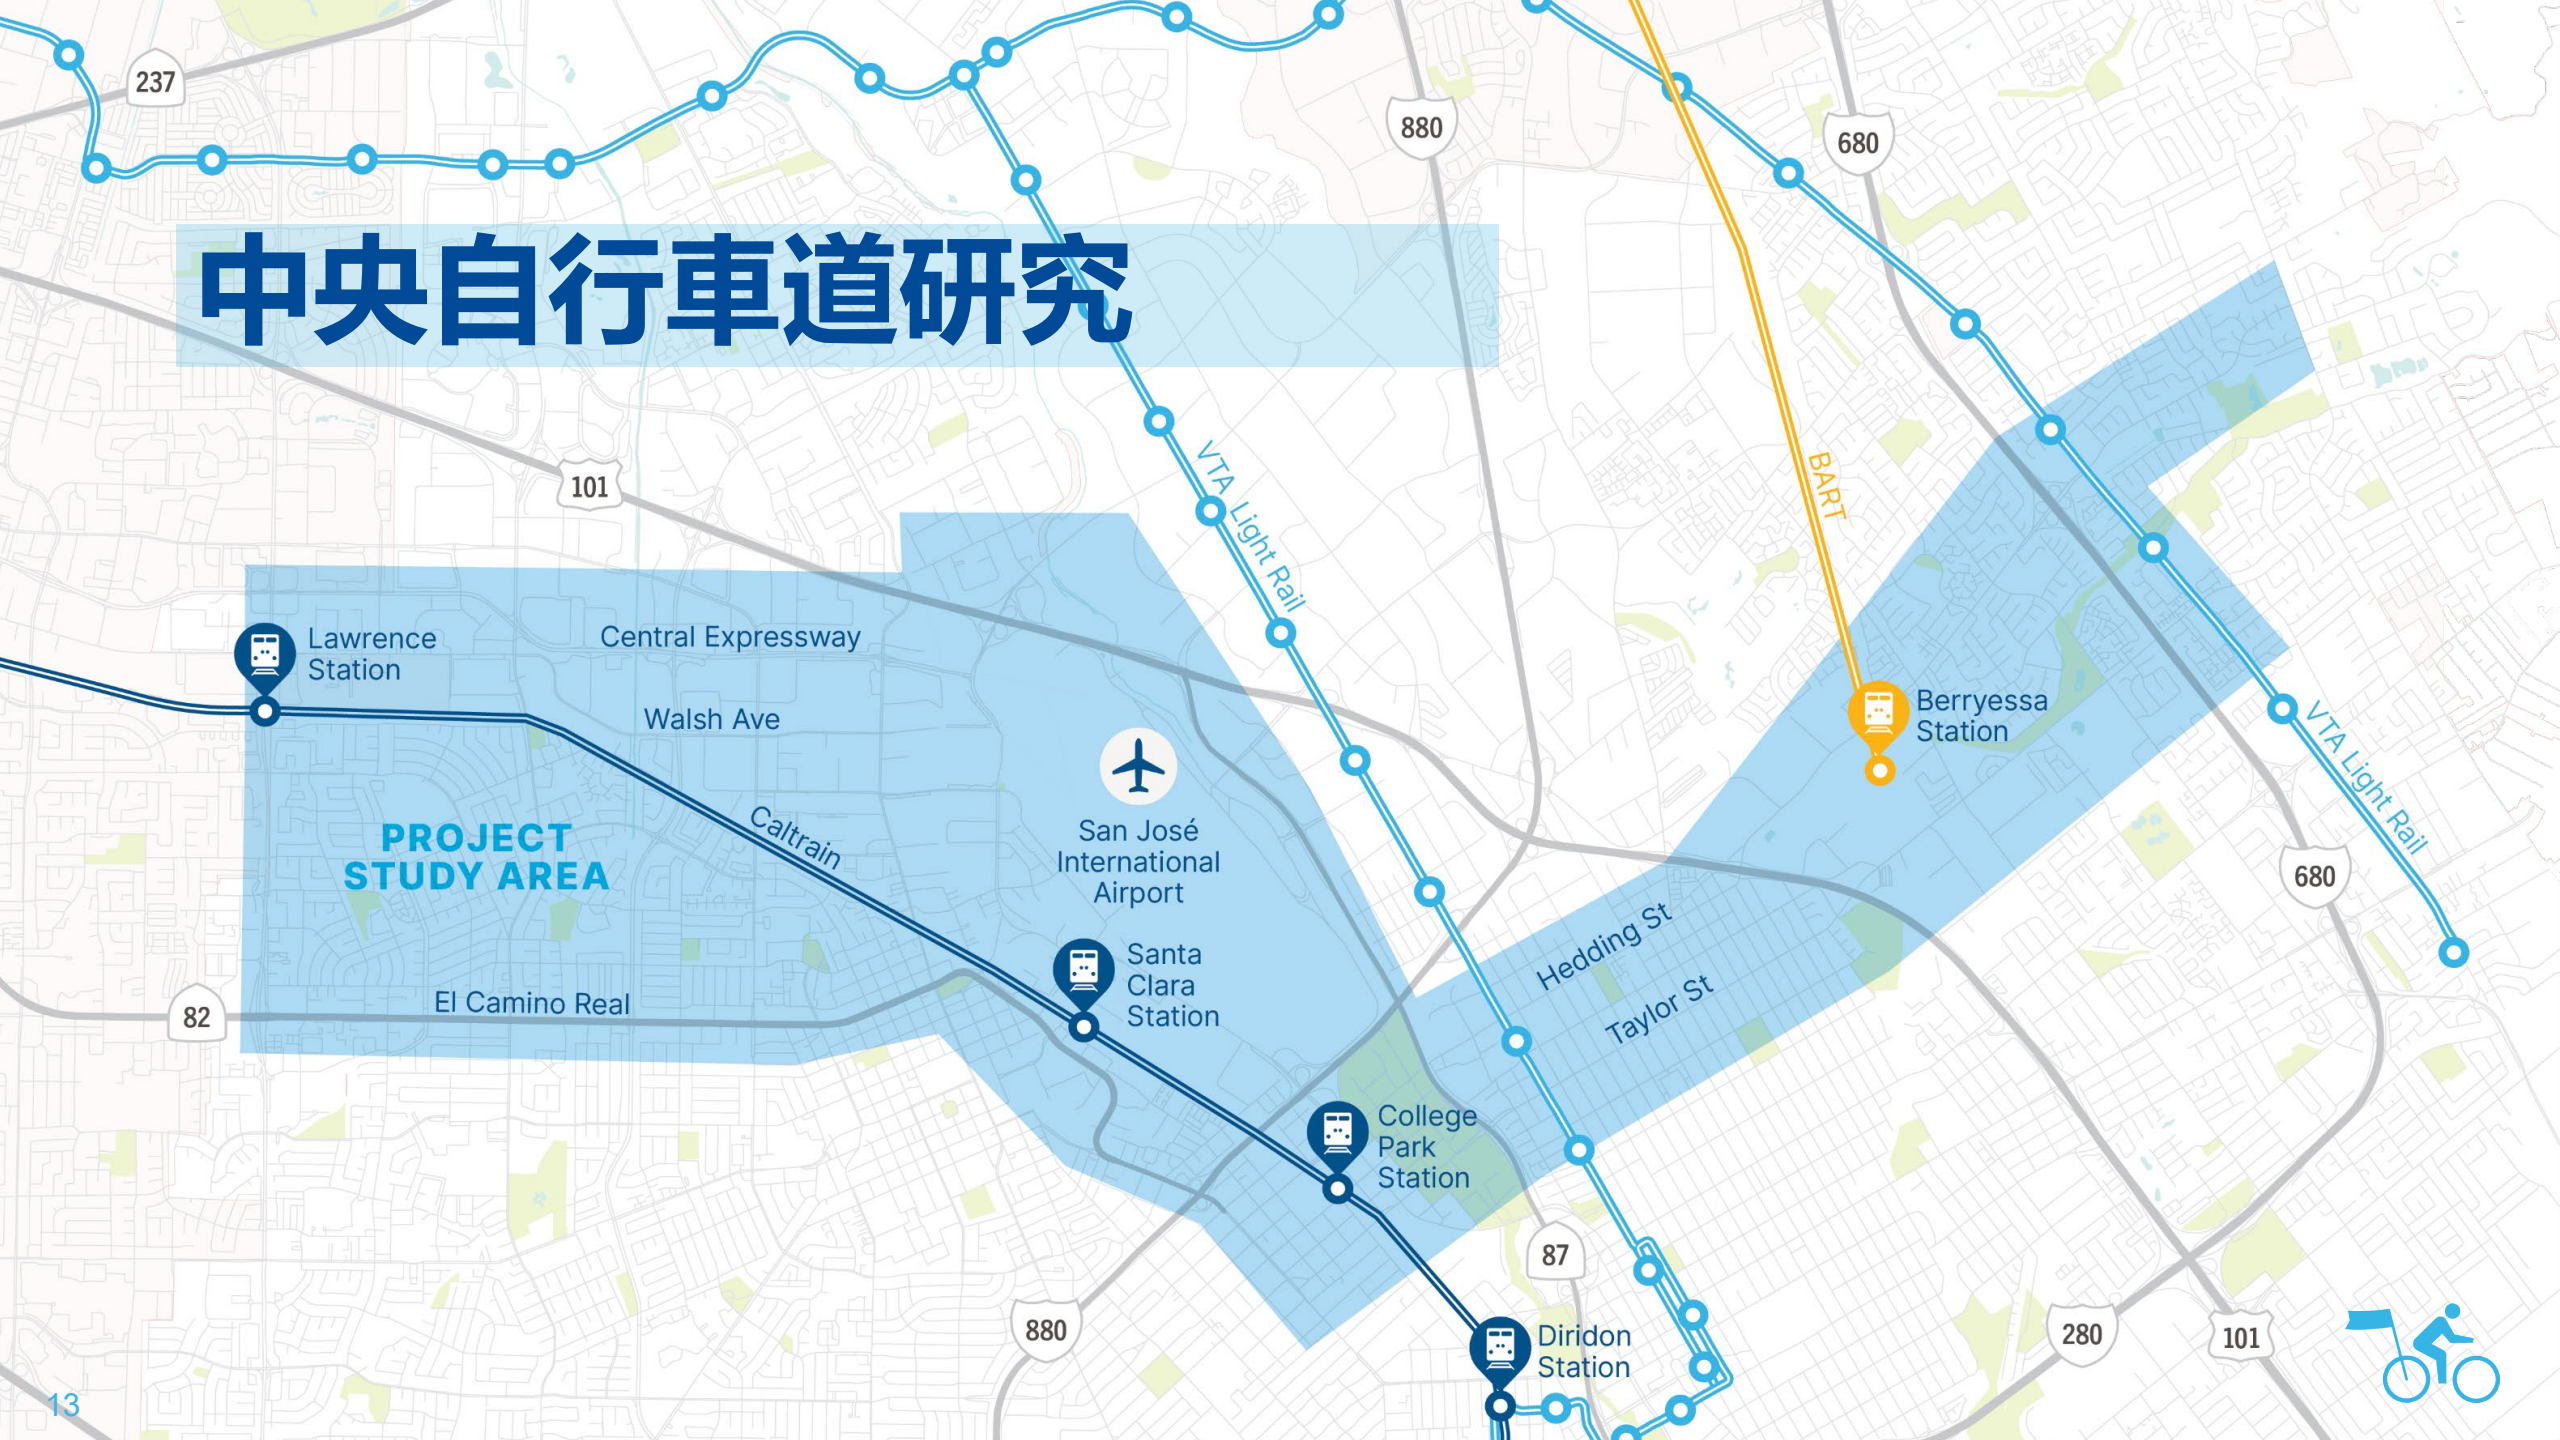 237
880
680
中央自行車道研究
101
VTA Light Rail
BART
Lawrence
Station
Central Expressway
Walsh Ave
Berryessa
Station
VTA Light Rail
PROJECT
STUDY AREA
Caltrain
San José
International
Airport
680
Hedding St
Taylor St
Santa
Clara
Station
82
El Camino Real
College
Park
Station
87
880
Diridon
Station
280
101
13